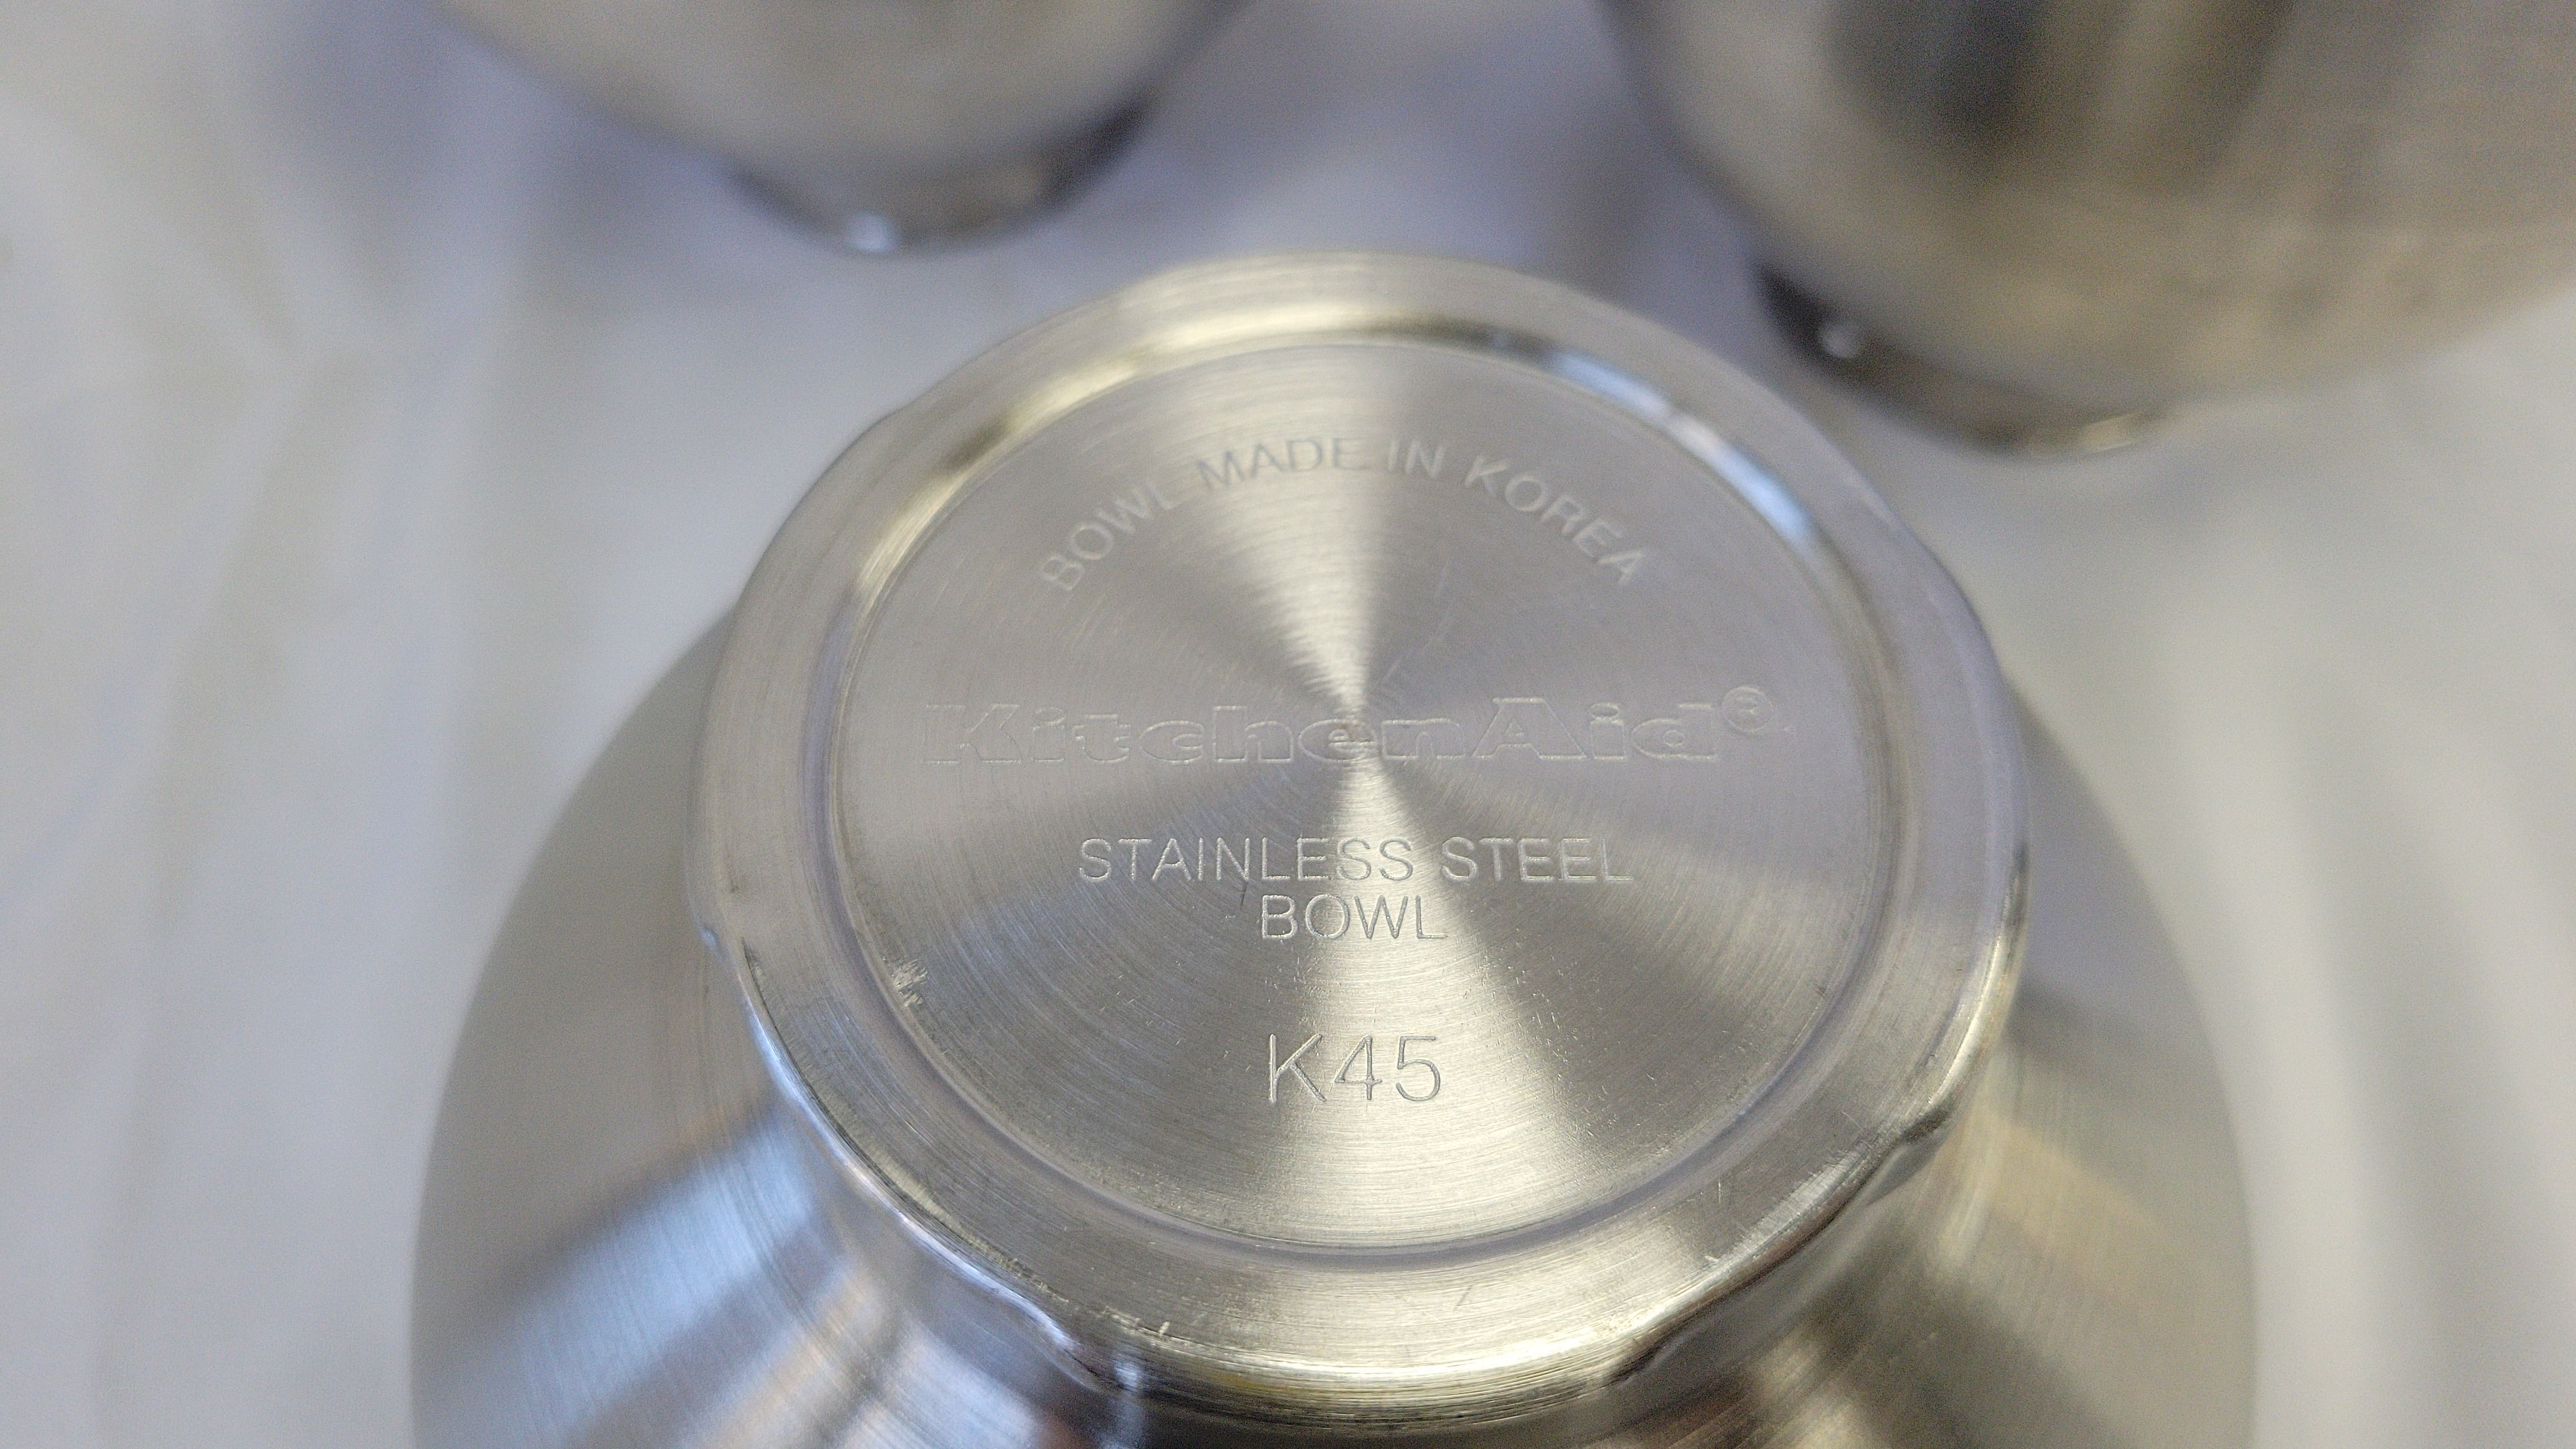 BOWL MADE IN KOREA
KitchenAid®
STAINLESS STEEL
BOWL
K45